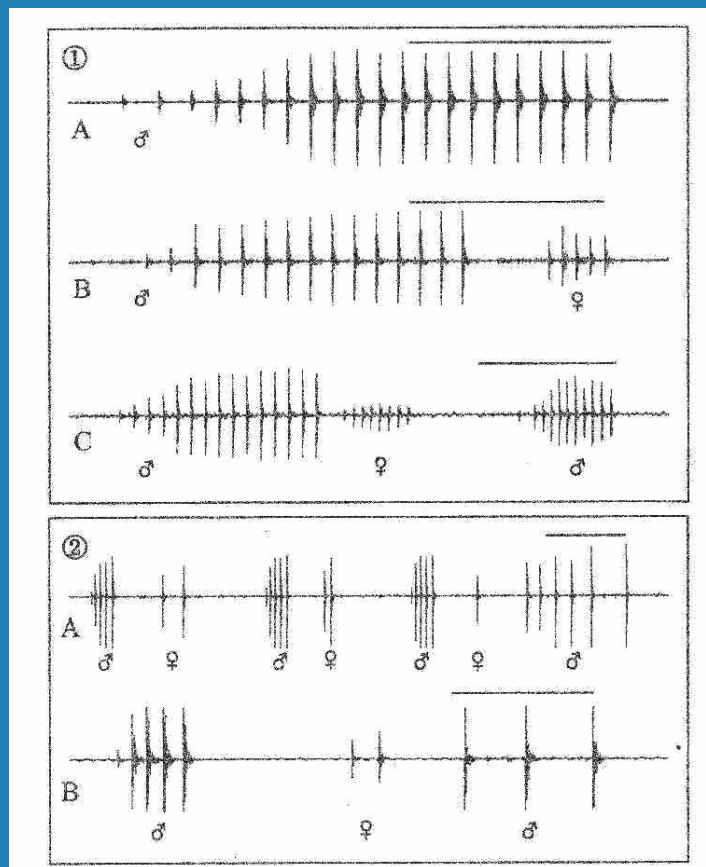 ①
A ♂
B ♂ ♀
C ♂ ♀ ♂
②
A
♂ ♀ ♂ ♀ ♂ ♀ ♂
B
♂ ♀ ♂